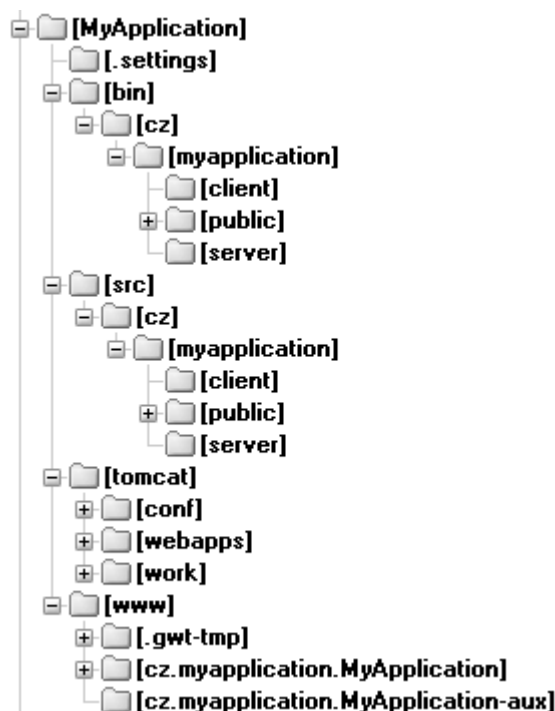 [MyApplication]
[.settings]
[bin]
[cz]
[myapplication]
[client]
[public]
[server]
[src]
[cz]
[myapplication]
[client]
[public]
[server]
[tomcat]
[conf]
[webapps]
[work]
[www]
[.gwt-tmp]
[cz.myapplication.MyApplication]
[cz.myapplication.MyApplication-aux]